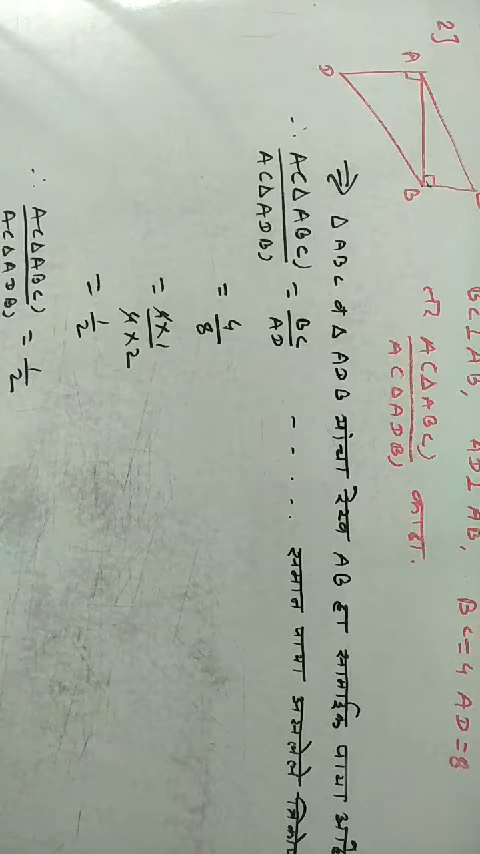 2]
A
D
B
BC⊥AB, AD⊥AB, BC=4 AD=8
तर A(△ABC)/A(△ADB) काढा.
⇒ △ABC व △ADB यांचा रेख AB हा सामाईक पाया
∴ A(△ABC)/A(△ADB) = BC/AD - - . . . समान पाया असलेले
= 4/8
= 4×1/4×2
= 1/2
∴ A(△ABC)/A(△ADB) = 1/2